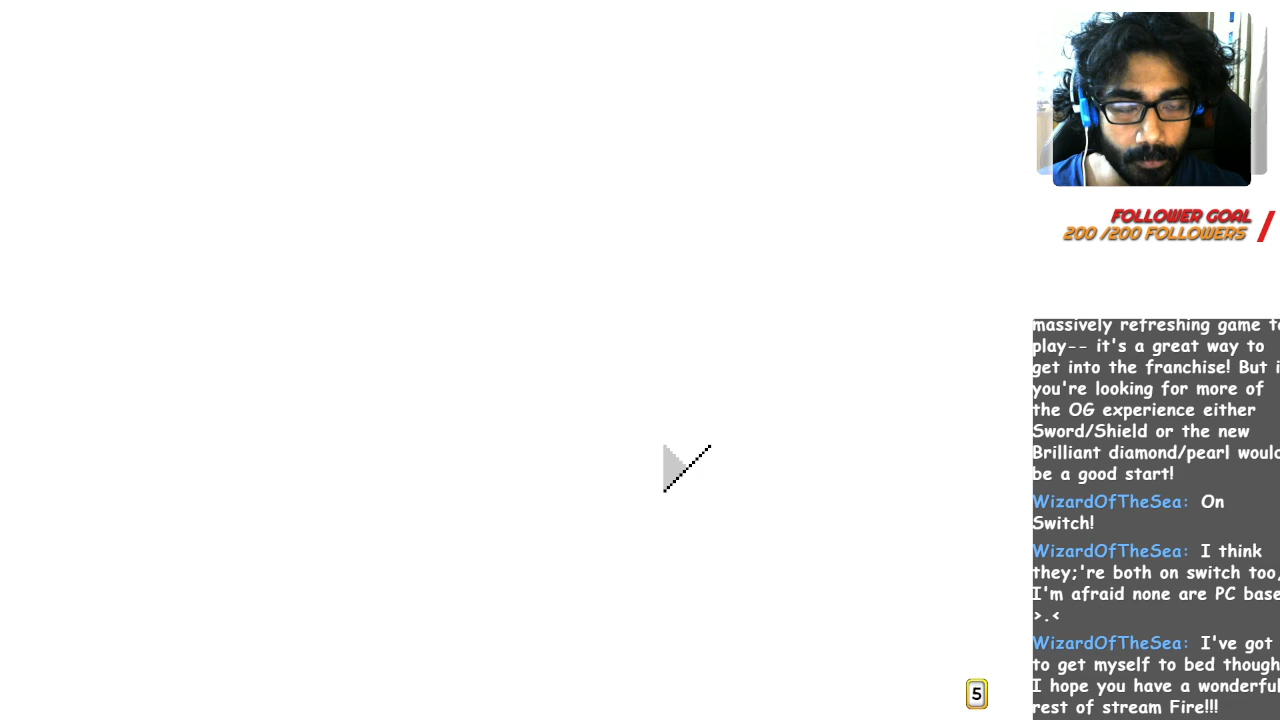 FOLLOWER GOAL
200 /200 FOLLOWERS
massively refreshing game to
play-- it's a great way to
get into the franchise! But i
you're looking for more of
the OG experience either
Sword/Shield or the new
Brilliant diamond/pearl would
be a good start!
WizardOfTheSea: On
Switch!
WizardOfTheSea: I think
they;'re both on switch too,
I'm afraid none are PC base
>.<
WizardOfTheSea: I've got
to get myself to bed though
I hope you have a wonderful
rest of stream Fire!!!
5